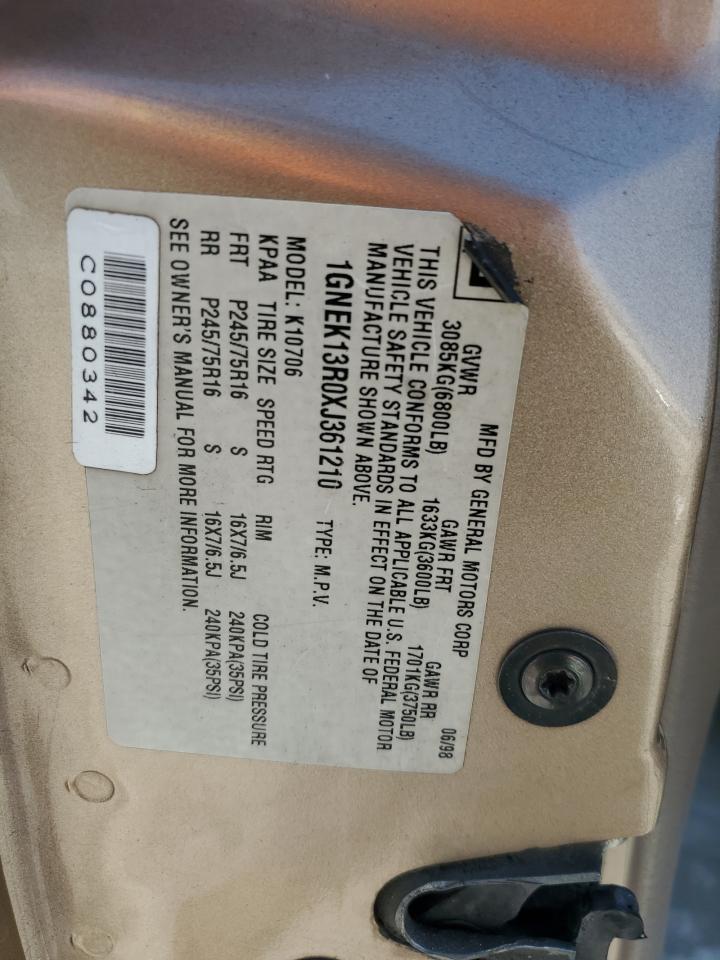 MFD BY GENERAL MOTORS CORP 06/98
GVWR GAWR FRT GAWR RR
3085KG(6800LB) 1633KG(3600LB) 1701KG(3750LB)
THIS VEHICLE CONFORMS TO ALL APPLICABLE U.S. FEDERAL MOTOR
VEHICLE SAFETY STANDARDS IN EFFECT ON THE DATE OF
MANUFACTURE SHOWN ABOVE.
1GNEK13R0XJ361210 TYPE: M.P.V.
MODEL: K10706
KPAA TIRE SIZE SPEED RTG RIM COLD TIRE PRESSURE
FRT P245/75R16 S 16X7/6.5J 240KPA(35PSI)
RR P245/75R16 S 16X7/6.5J 240KPA(35PSI)
SEE OWNER'S MANUAL FOR MORE INFORMATION.
C0880342